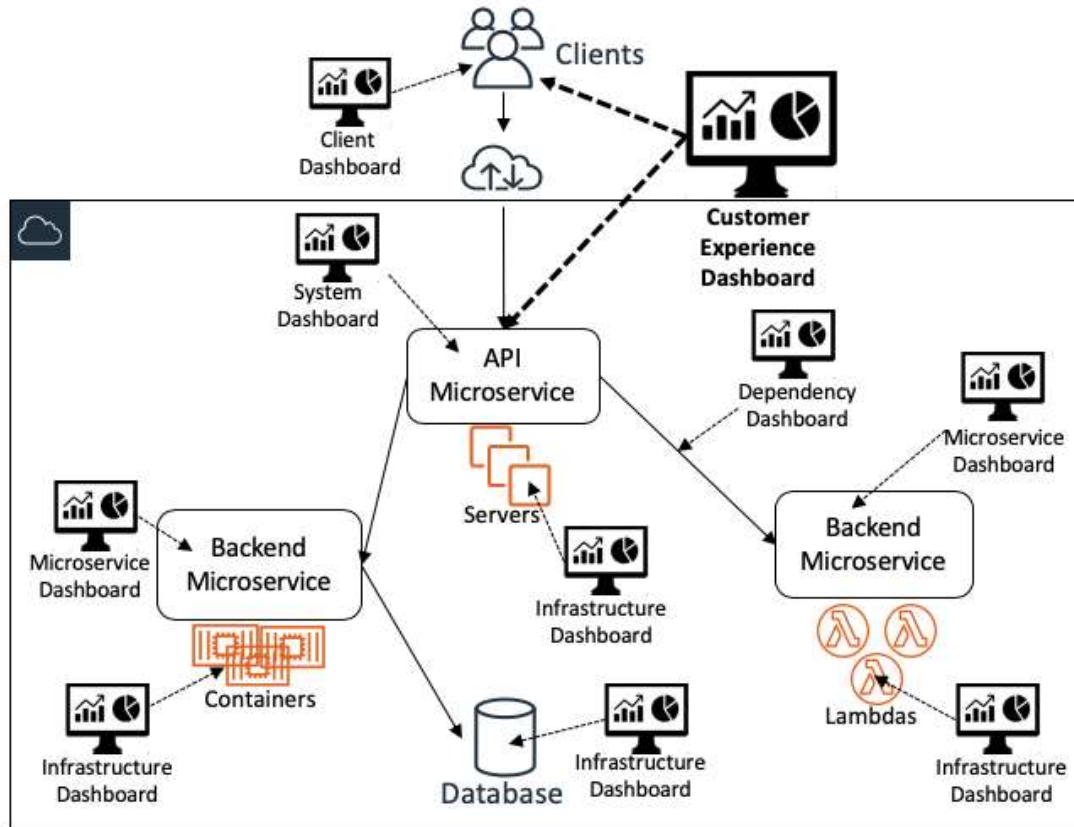 Clients
Client
Dashboard
Customer
Experience
Dashboard
System
Dashboard
API
Microservice
Dependency
Dashboard
Microservice
Dashboard
Servers
Backend
Microservice
Microservice
Dashboard
Backend
Microservice
Infrastructure
Dashboard
Containers
Lambdas
Infrastructure
Dashboard
Database
Infrastructure
Dashboard
Infrastructure
Dashboard